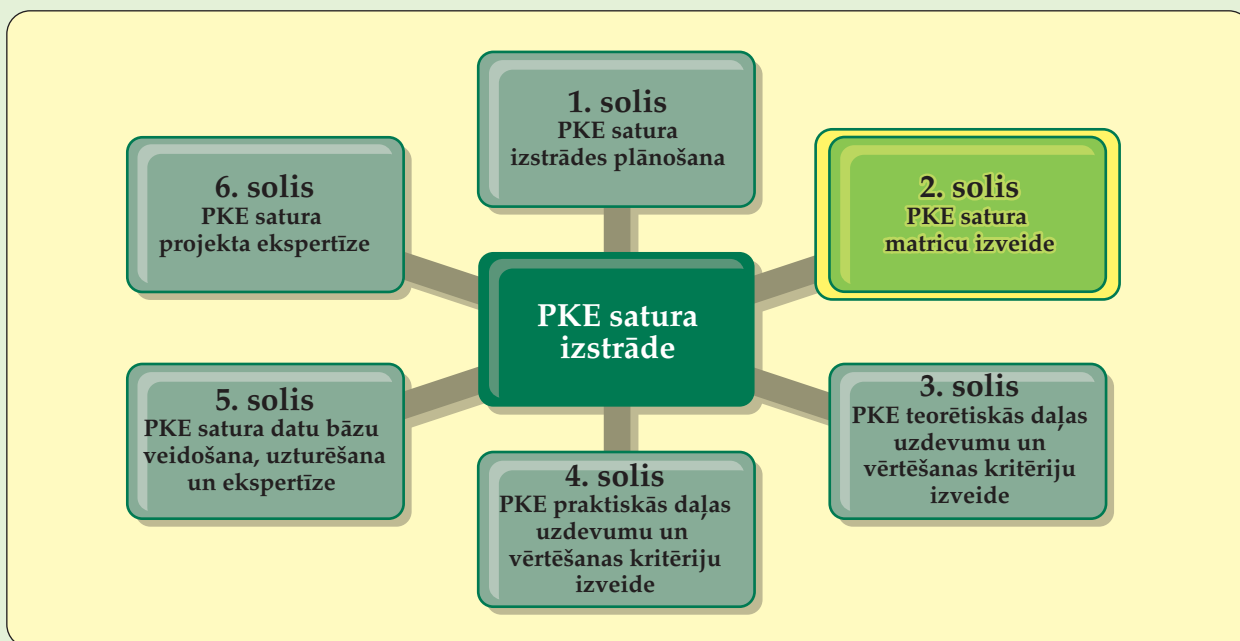 1. solis
PKE satura
izstrādes plānošana
2. solis
PKE satura
matricu izveide
3. solis
PKE teorētiskās daļas
uzdevumu un
vērtēšanas kritēriju
izveide
4. solis
PKE praktiskās daļas
uzdevumu un
vērtēšanas kritēriju
izveide
5. solis
PKE satura datu bāzu
veidošana, uzturēšana
un ekspertīze
6. solis
PKE satura
projekta ekspertīze
PKE satura
izstrāde